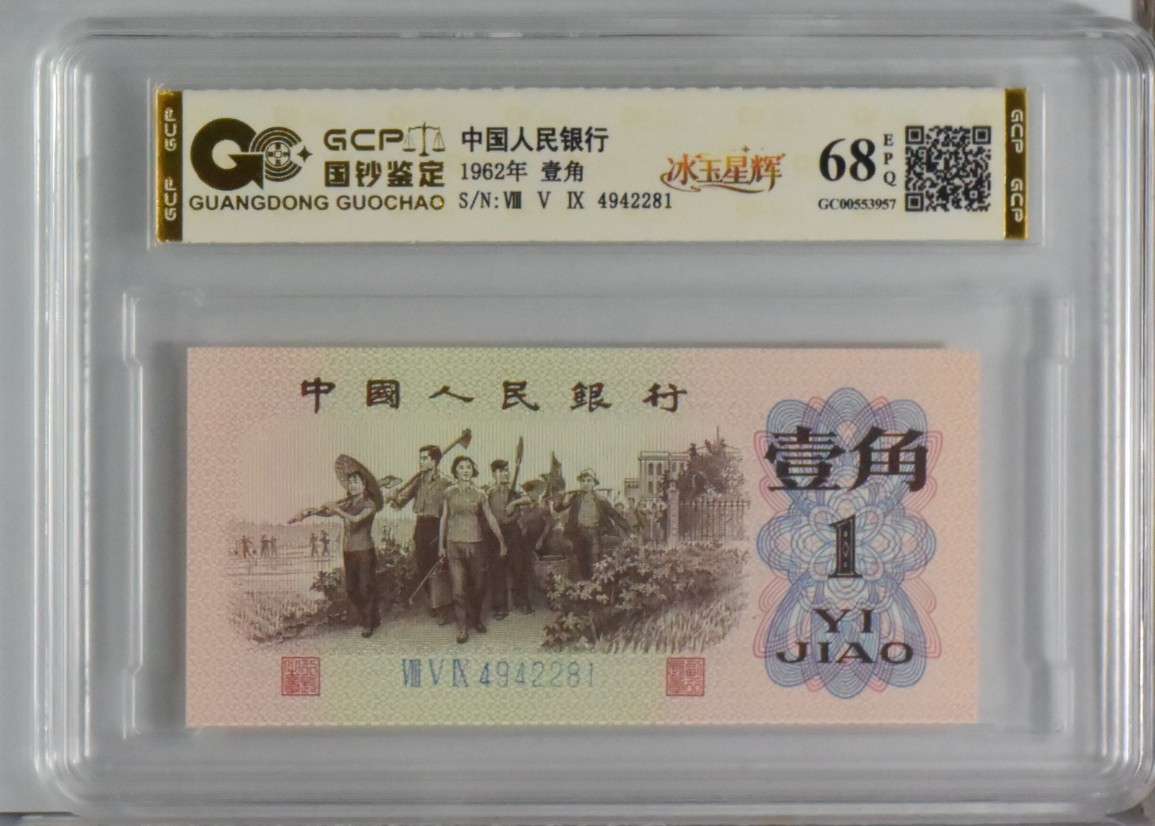 GCP
国钞鉴定
GUANGDONG GUOCHAO
中国人民银行
1962年 壹角
S/N:Ⅷ Ⅴ Ⅸ 4942281
冰玉星辉
68
EPQ
GC00553957
GCP
GCP
GCP
GCP
中國人民銀行
壹角
1
YI
JIAO
Ⅷ Ⅴ Ⅸ 4942281